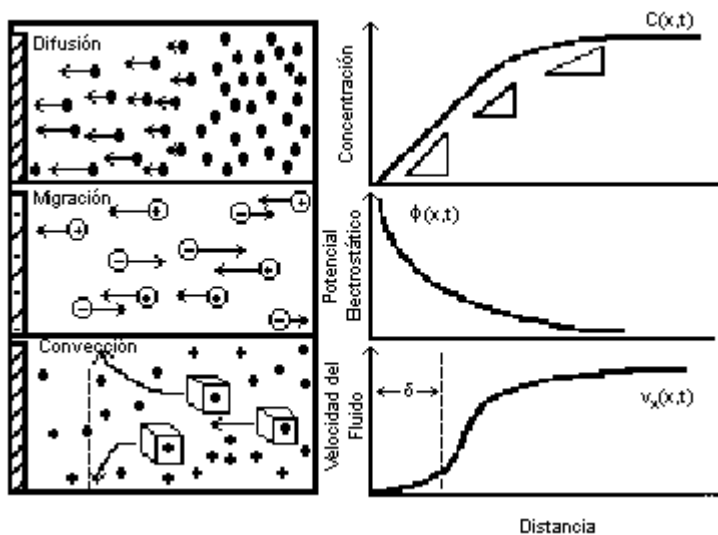 Difusión
Concentración
C(x,t)
Migración
Potencial
Electrostático
ϕ(x,t)
Convección
Velocidad del
Fluido
δ
vₓ(x,t)
Distancia